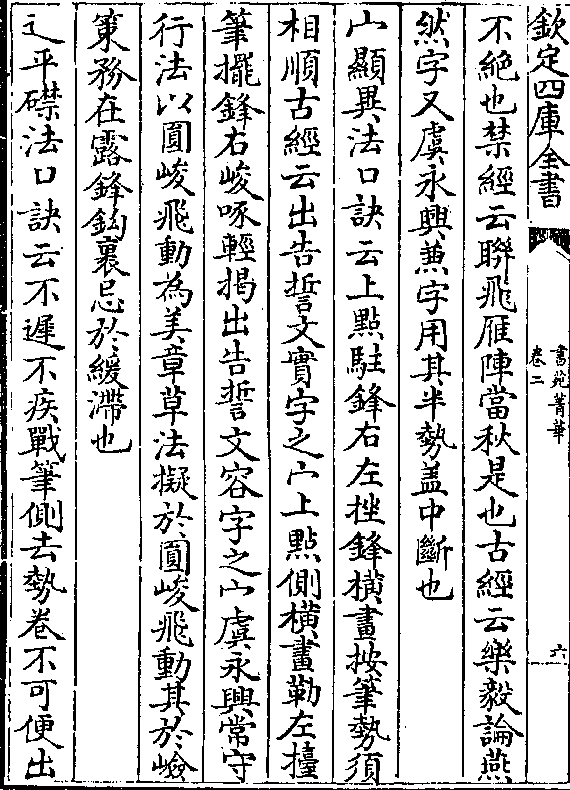 欽定四庫全書
書苑菁華
卷二
六
不絶也禁經云聯飛雁陣當秋是也古經云樂毅論燕
然字又虞永興兼字用其半勢盖中斷也
宀顯異法口訣云上點駐鋒右左挫鋒橫畫按筆勢須
相順古經云出告誓文實字之宀上點側橫畫勒左擡
筆擺鋒右峻啄輕揭出告誓文容字之宀虞永興常守
行法以圓峻飛動為美章草法擬於圓峻飛動其於嶮
策務在露鋒鈎裹忌於緩滯也
辶平磔法口訣云不遲不疾戰筆側去勢卷不可便出